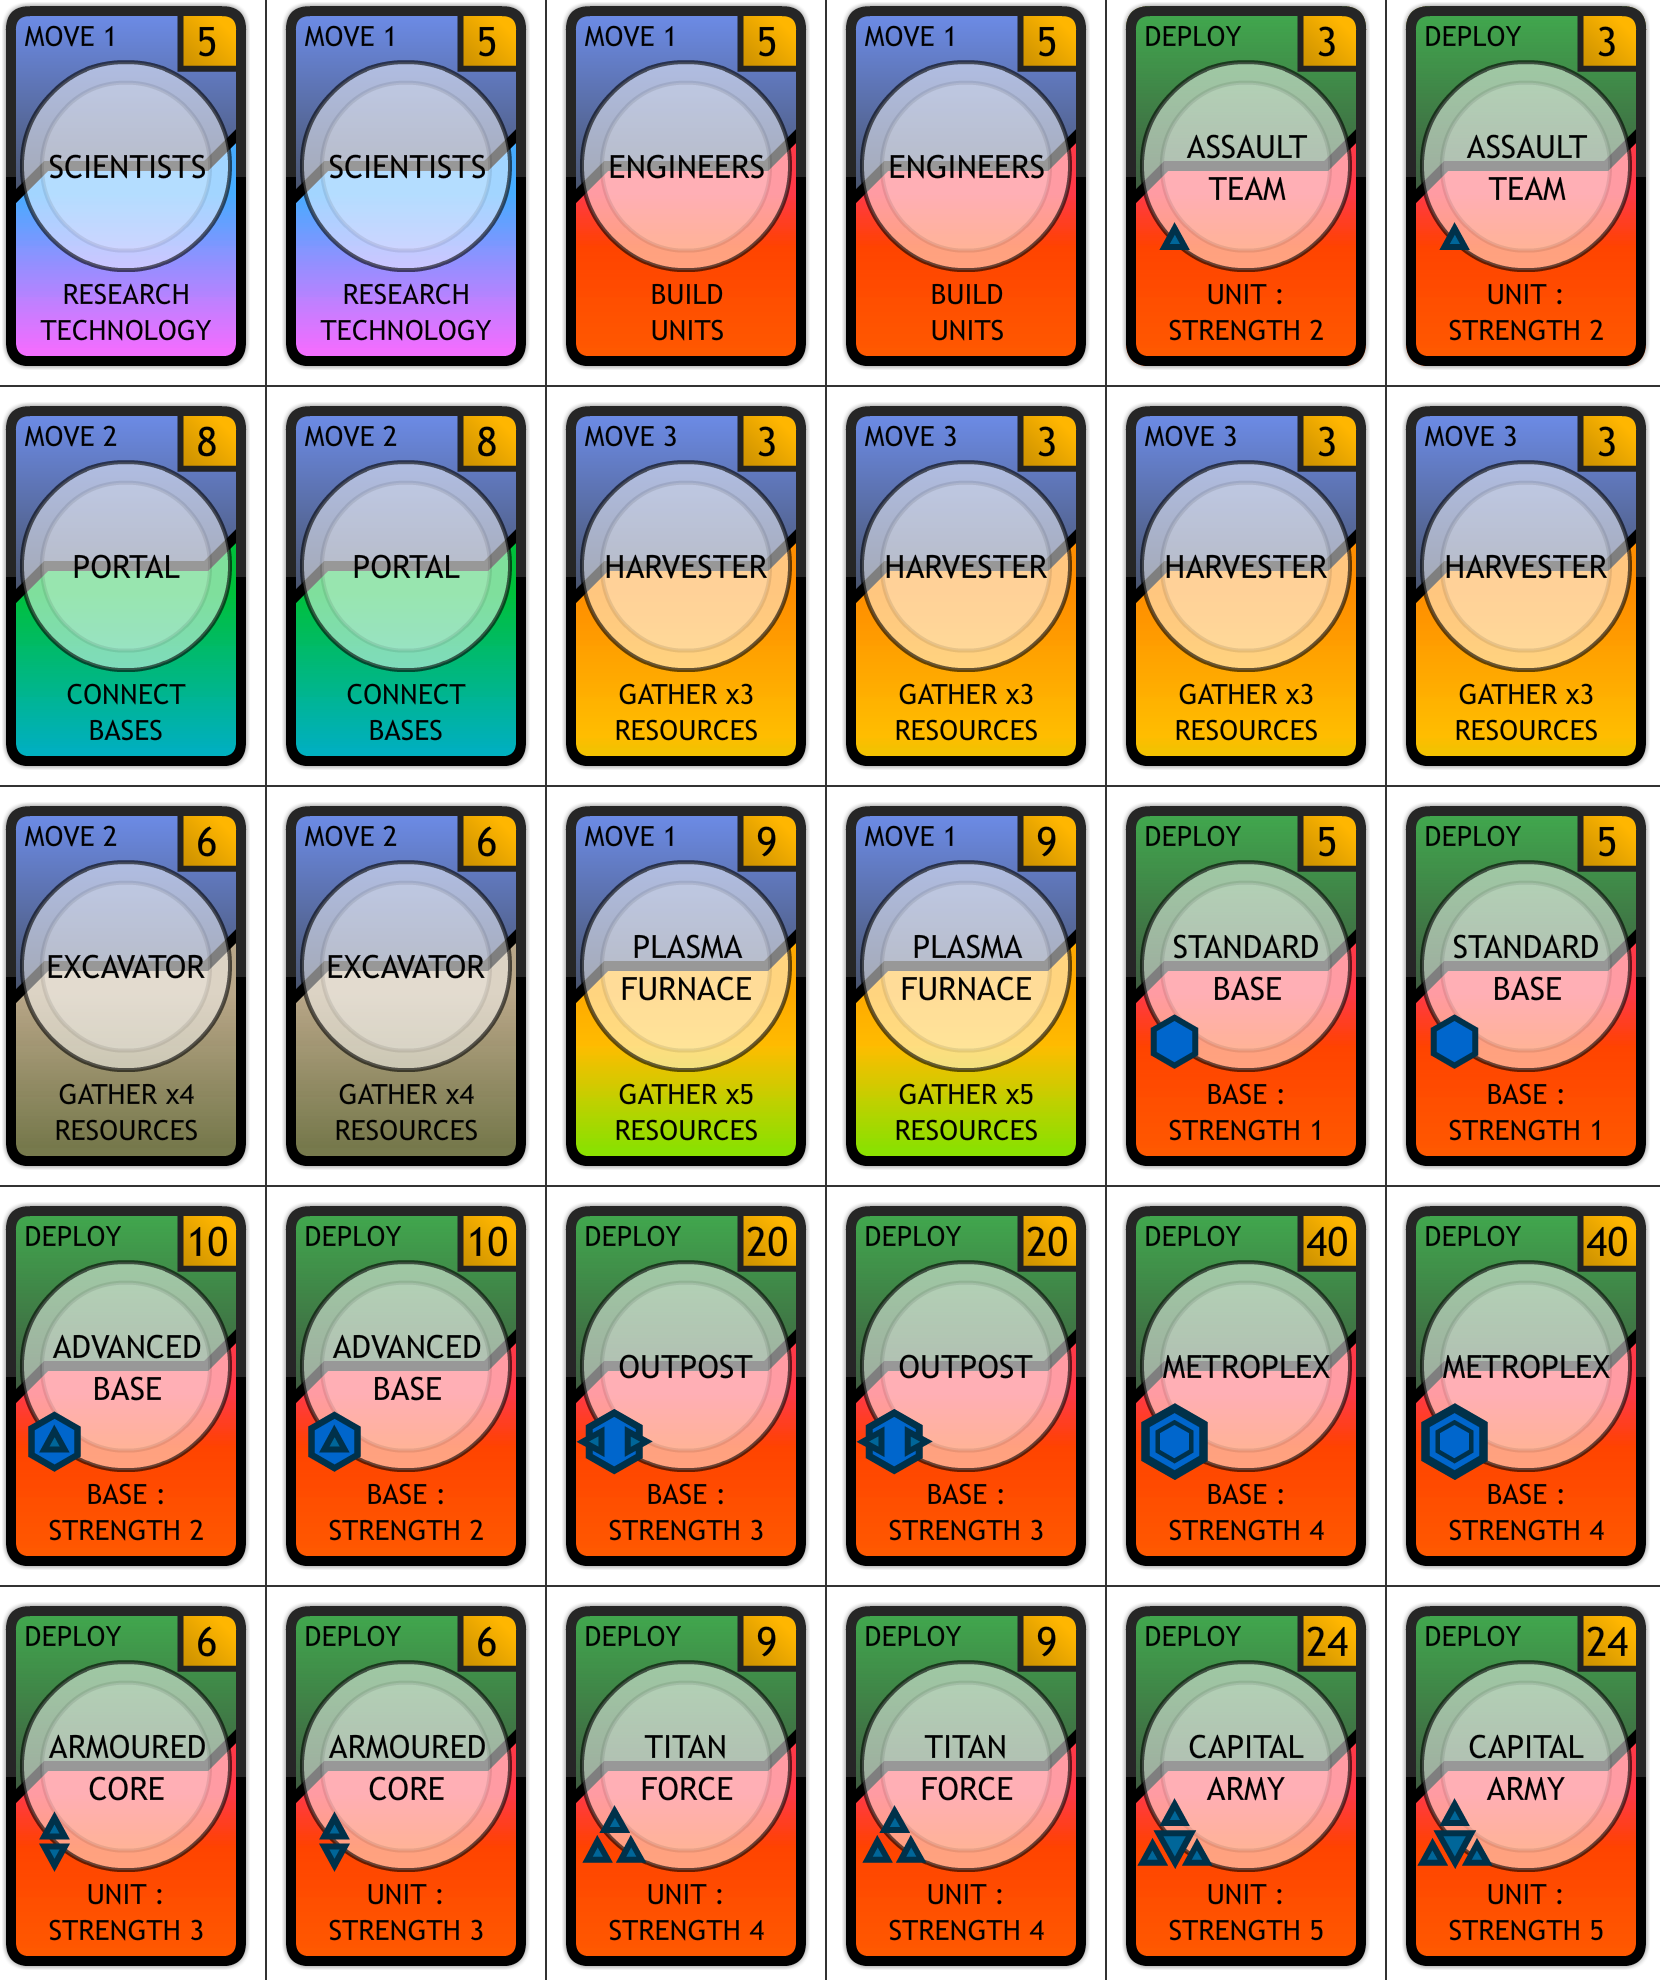 MOVE 1 5
SCIENTISTS
RESEARCH
TECHNOLOGY
MOVE 1 5
SCIENTISTS
RESEARCH
TECHNOLOGY
MOVE 1 5
ENGINEERS
BUILD
UNITS
MOVE 1 5
ENGINEERS
BUILD
UNITS
DEPLOY 3
ASSAULT
TEAM
UNIT :
STRENGTH 2
DEPLOY 3
ASSAULT
TEAM
UNIT :
STRENGTH 2
MOVE 2 8
PORTAL
CONNECT
BASES
MOVE 2 8
PORTAL
CONNECT
BASES
MOVE 3 3
HARVESTER
GATHER x3
RESOURCES
MOVE 3 3
HARVESTER
GATHER x3
RESOURCES
MOVE 3 3
HARVESTER
GATHER x3
RESOURCES
MOVE 3 3
HARVESTER
GATHER x3
RESOURCES
MOVE 2 6
EXCAVATOR
GATHER x4
RESOURCES
MOVE 2 6
EXCAVATOR
GATHER x4
RESOURCES
MOVE 1 9
PLASMA
FURNACE
GATHER x5
RESOURCES
MOVE 1 9
PLASMA
FURNACE
GATHER x5
RESOURCES
DEPLOY 5
STANDARD
BASE
BASE :
STRENGTH 1
DEPLOY 5
STANDARD
BASE
BASE :
STRENGTH 1
DEPLOY 10
ADVANCED
BASE
BASE :
STRENGTH 2
DEPLOY 10
ADVANCED
BASE
BASE :
STRENGTH 2
DEPLOY 20
OUTPOST
BASE :
STRENGTH 3
DEPLOY 20
OUTPOST
BASE :
STRENGTH 3
DEPLOY 40
METROPLEX
BASE :
STRENGTH 4
DEPLOY 40
METROPLEX
BASE :
STRENGTH 4
DEPLOY 6
ARMOURED
CORE
UNIT :
STRENGTH 3
DEPLOY 6
ARMOURED
CORE
UNIT :
STRENGTH 3
DEPLOY 9
TITAN
FORCE
UNIT :
STRENGTH 4
DEPLOY 9
TITAN
FORCE
UNIT :
STRENGTH 4
DEPLOY 24
CAPITAL
ARMY
UNIT :
STRENGTH 5
DEPLOY 24
CAPITAL
ARMY
UNIT :
STRENGTH 5